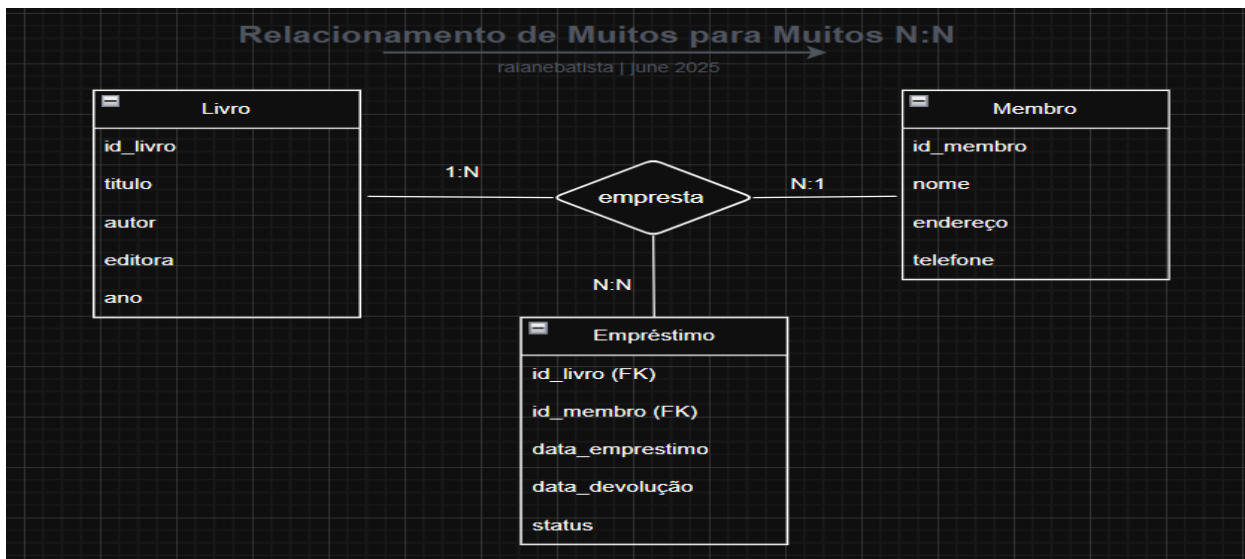 Relacionamento de Muitos para Muitos N:N
raianebatista | june 2025
Livro
id_livro
titulo
autor
editora
ano
1:N
empresta
N:1
Membro
id_membro
nome
endereço
telefone
N:N
Empréstimo
id_livro (FK)
id_membro (FK)
data_emprestimo
data_devolução
status